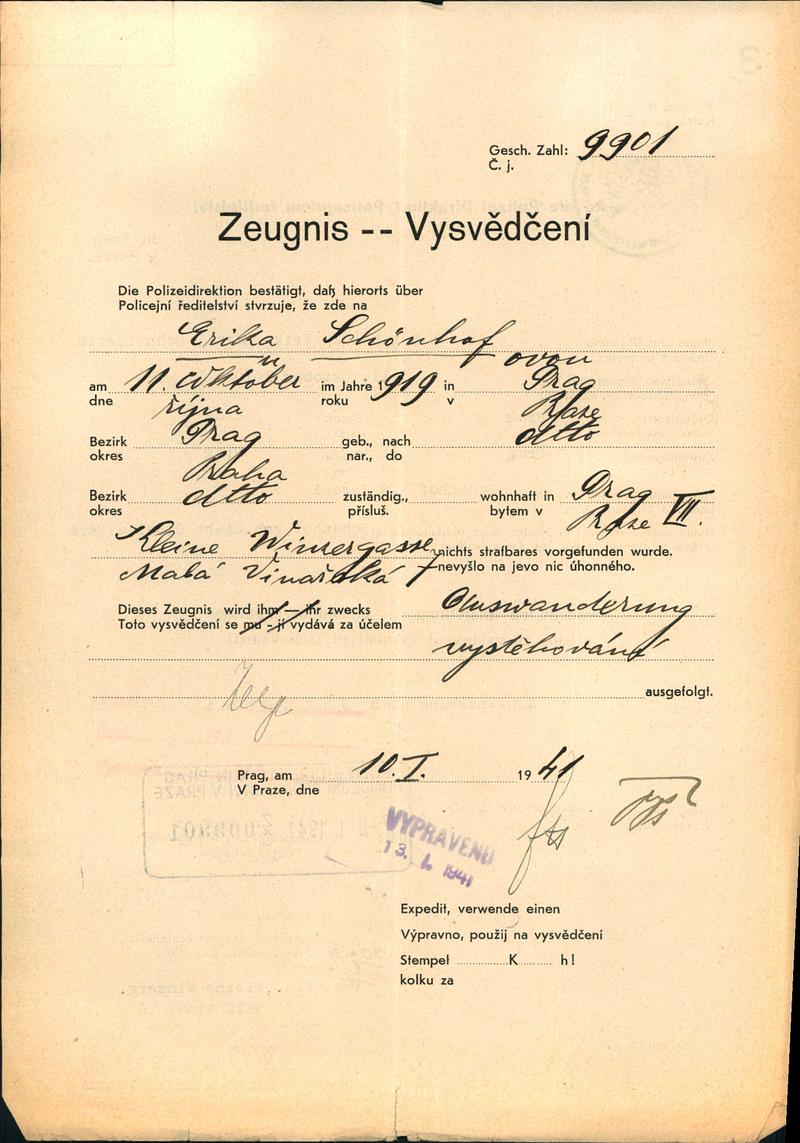 Gesch. Zahl: 9901
Č. j.
Zeugnis -- Vysvědčení
Die Polizeidirektion bestätigt, daß hierorts über
Policejní ředitelství stvrzuje, že zde na
Erika Schönhof
ovou
am 11. Oktober im Jahre 1919 in Prag
dne října roku v Praze
Bezirk Prag geb., nach dtto
okres Praha nar., do
Bezirk dtto zuständig., wohnhaft in Prag
okres přísluš. bytem v Praze VII.
Kleine Winzergasse 7 nichts strafbares vorgefunden wurde.
Malá Vinařská nevyšlo na jevo nic úhonného.
Dieses Zeugnis wird ihm — ihr zwecks Auswanderung
Toto vysvědčení se mu - jí vydává za účelem
vystěhování
ausgefolgt.
Prag, am 10. I. 1941
V Praze, dne
VYPRAVENO
13. I. 1941
Expedit, verwende einen
Výpravno, použij na vysvědčení
Stempel K h!
kolku za